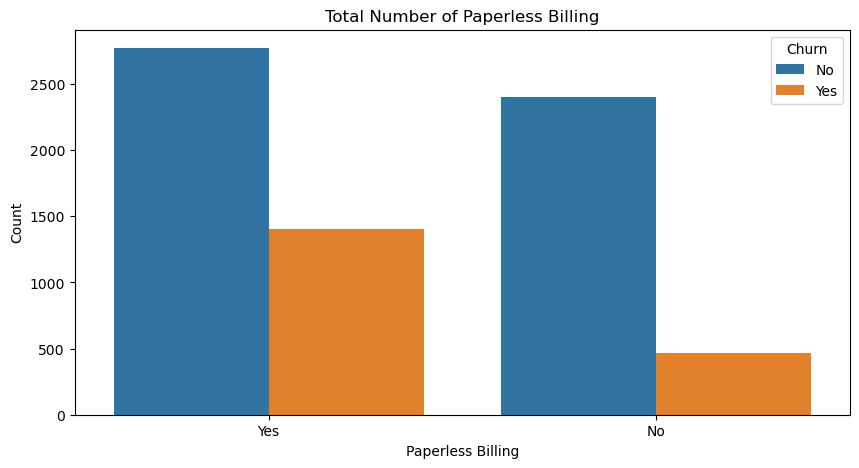 Total Number of Paperless Billing
Churn
No
Yes
2500
2000
1500
1000
500
0
Count
Yes
No
Paperless Billing